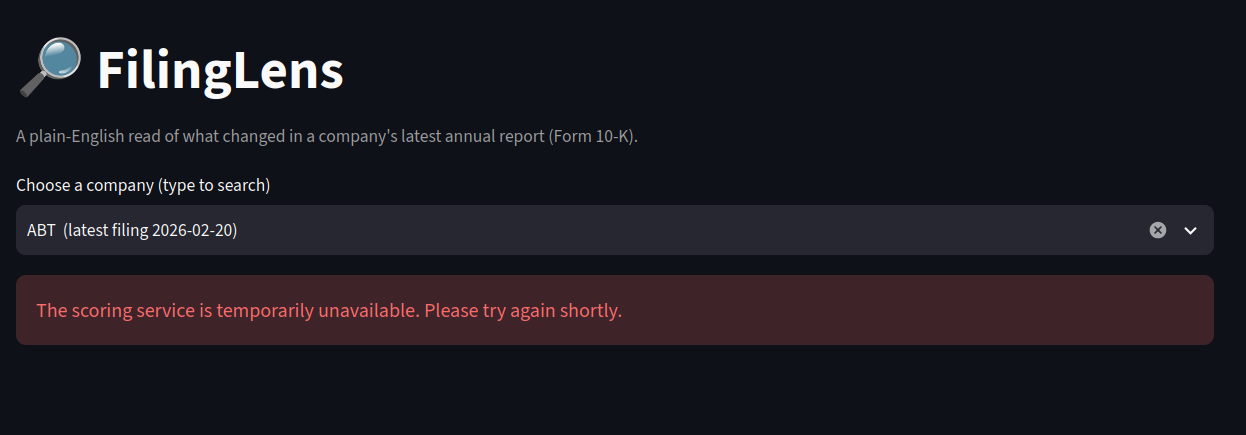 FilingLens
A plain-English read of what changed in a company's latest annual report (Form 10-K).
Choose a company (type to search)
ABT (latest filing 2026-02-20)
The scoring service is temporarily unavailable. Please try again shortly.